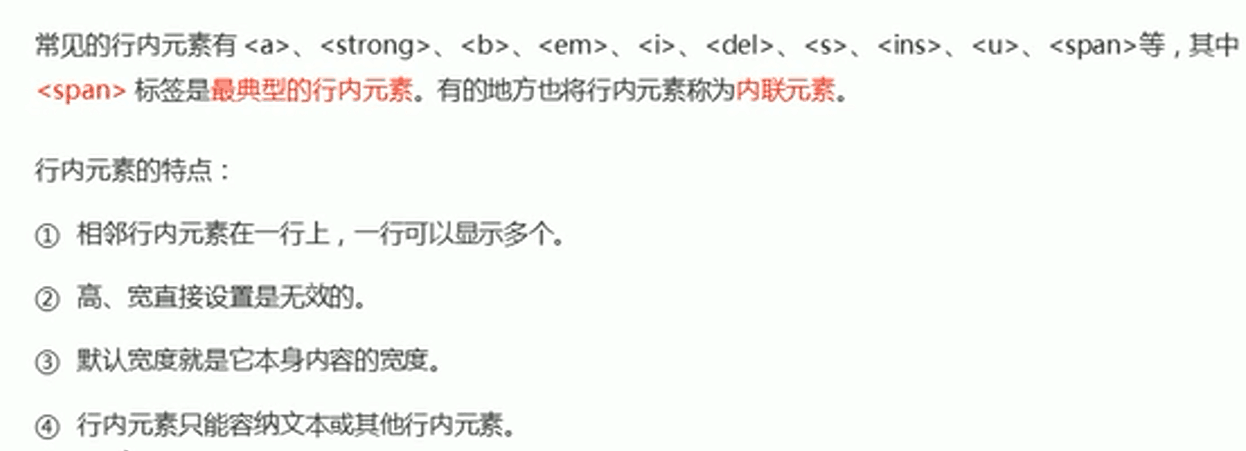 常见的行内元素有 <a>、<strong>、<b>、<em>、<i>、<del>、<s>、<ins>、<u>、<span>等，其中
<span> 标签是最典型的行内元素。有的地方也将行内元素称为内联元素。
行内元素的特点：
① 相邻行内元素在一行上，一行可以显示多个。
② 高、宽直接设置是无效的。
③ 默认宽度就是它本身内容的宽度。
④ 行内元素只能容纳文本或其他行内元素。